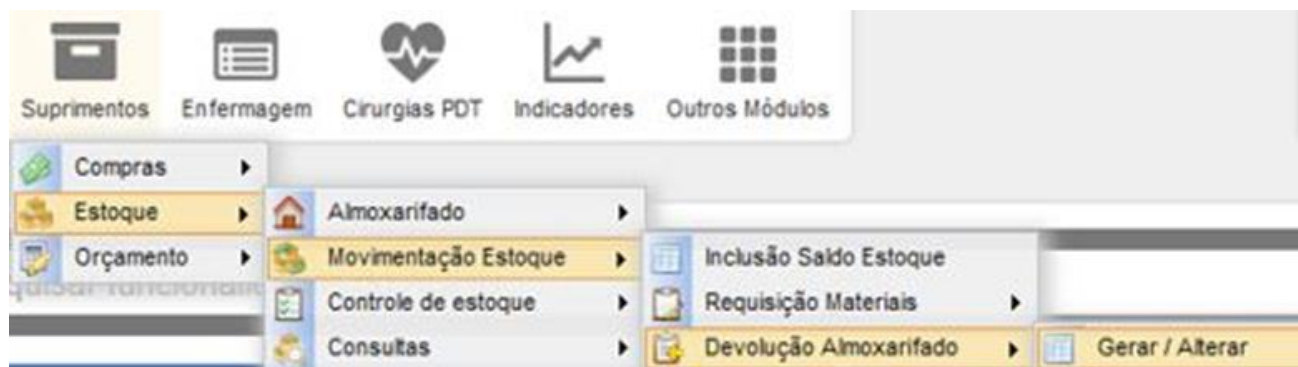 Suprimentos Enfermagem Cirurgias PDT Indicadores Outros Módulos
Compras
Estoque Almoxarifado
Orçamento Movimentação Estoque Inclusão Saldo Estoque
Controle de estoque Requisição Materiais
Consultas Devolução Almoxarifado Gerar / Alterar